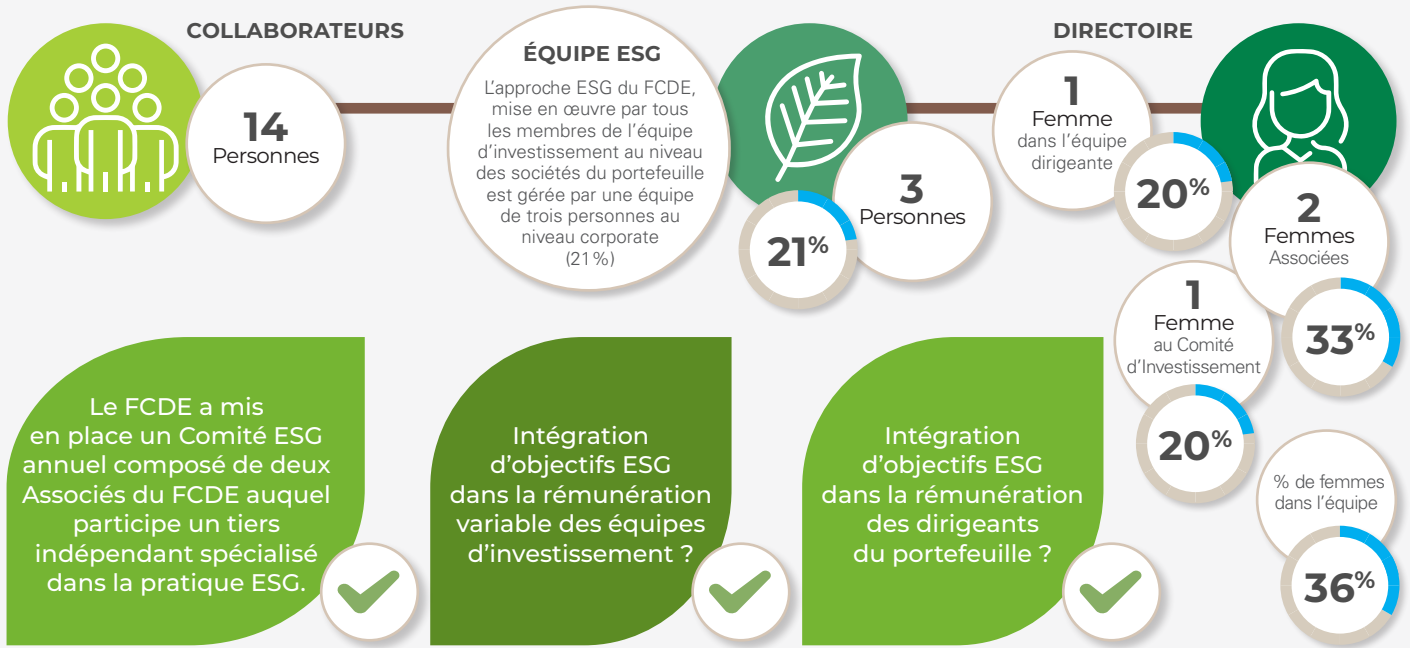 COLLABORATEURS
14
Personnes
ÉQUIPE ESG
L'approche ESG du FCDE,
mise en œuvre par tous
les membres de l'équipe
d'investissement au niveau
des sociétés du portefeuille
est gérée par une équipe
de trois personnes au
niveau corporate
(21%)
21%
3
Personnes
DIRECTOIRE
1
Femme
dans l'équipe
dirigeante
20%
2
Femmes
Associées
33%
1
Femme
au Comité
d'Investissement
20%
% de femmes
dans l'équipe
36%
Le FCDE a mis
en place un Comité ESG
annuel composé de deux
Associés du FCDE auquel
participe un tiers
indépendant spécialisé
dans la pratique ESG.
Intégration
d'objectifs ESG
dans la rémunération
variable des équipes
d'investissement ?
Intégration
d'objectifs ESG
dans la rémunération
des dirigeants
du portefeuille ?